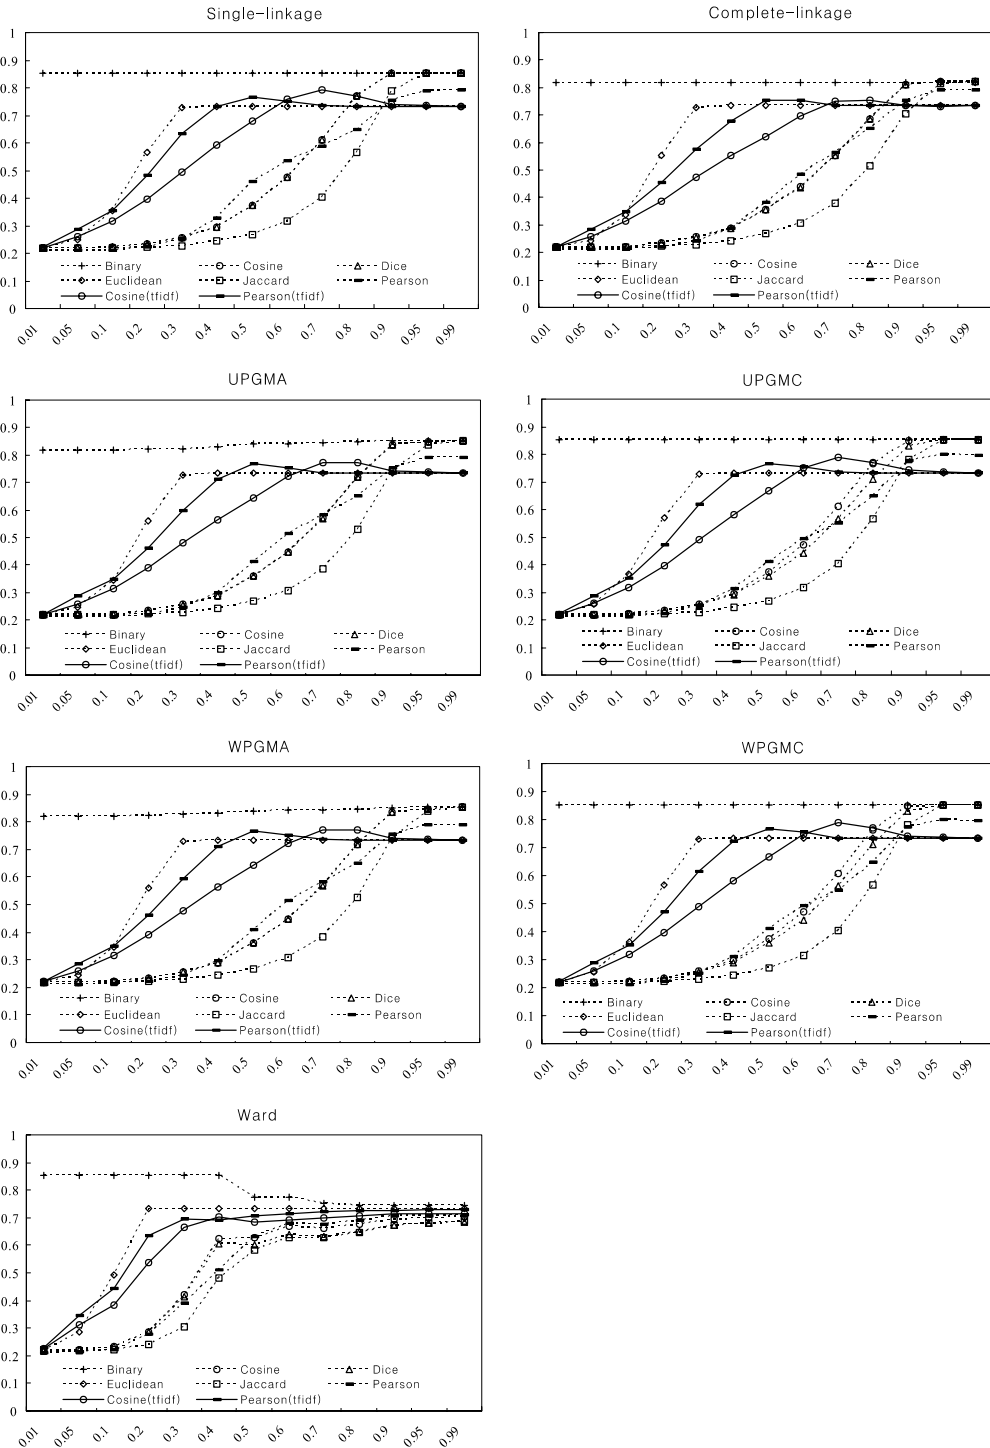 Single-linkage
1
0.9
0.8
0.7
0.6
0.5
0.4
0.3
0.2
0.1
0
Binary Cosine Dice
Euclidean Jaccard Pearson
Cosine(tfidf) Pearson(tfidf)
0.01 0.05 0.1 0.2 0.3 0.4 0.5 0.6 0.7 0.8 0.9 0.95 0.99
Complete-linkage
1
0.9
0.8
0.7
0.6
0.5
0.4
0.3
0.2
0.1
0
Binary Cosine Dice
Euclidean Jaccard Pearson
Cosine(tfidf) Pearson(tfidf)
0.01 0.05 0.1 0.2 0.3 0.4 0.5 0.6 0.7 0.8 0.9 0.95 0.99
UPGMA
1
0.9
0.8
0.7
0.6
0.5
0.4
0.3
0.2
0.1
0
Binary Cosine Dice
Euclidean Jaccard Pearson
Cosine(tfidf) Pearson(tfidf)
0.01 0.05 0.1 0.2 0.3 0.4 0.5 0.6 0.7 0.8 0.9 0.95 0.99
UPGMC
1
0.9
0.8
0.7
0.6
0.5
0.4
0.3
0.2
0.1
0
Binary Cosine Dice
Euclidean Jaccard Pearson
Cosine(tfidf) Pearson(tfidf)
0.01 0.05 0.1 0.2 0.3 0.4 0.5 0.6 0.7 0.8 0.9 0.95 0.99
WPGMA
1
0.9
0.8
0.7
0.6
0.5
0.4
0.3
0.2
0.1
0
Binary Cosine Dice
Euclidean Jaccard Pearson
Cosine(tfidf) Pearson(tfidf)
0.01 0.05 0.1 0.2 0.3 0.4 0.5 0.6 0.7 0.8 0.9 0.95 0.99
WPGMC
1
0.9
0.8
0.7
0.6
0.5
0.4
0.3
0.2
0.1
0
Binary Cosine Dice
Euclidean Jaccard Pearson
Cosine(tfidf) Pearson(tfidf)
0.01 0.05 0.1 0.2 0.3 0.4 0.5 0.6 0.7 0.8 0.9 0.95 0.99
Ward
1
0.9
0.8
0.7
0.6
0.5
0.4
0.3
0.2
0.1
0
Binary Cosine Dice
Euclidean Jaccard Pearson
Cosine(tfidf) Pearson(tfidf)
0.01 0.05 0.1 0.2 0.3 0.4 0.5 0.6 0.7 0.8 0.9 0.95 0.99